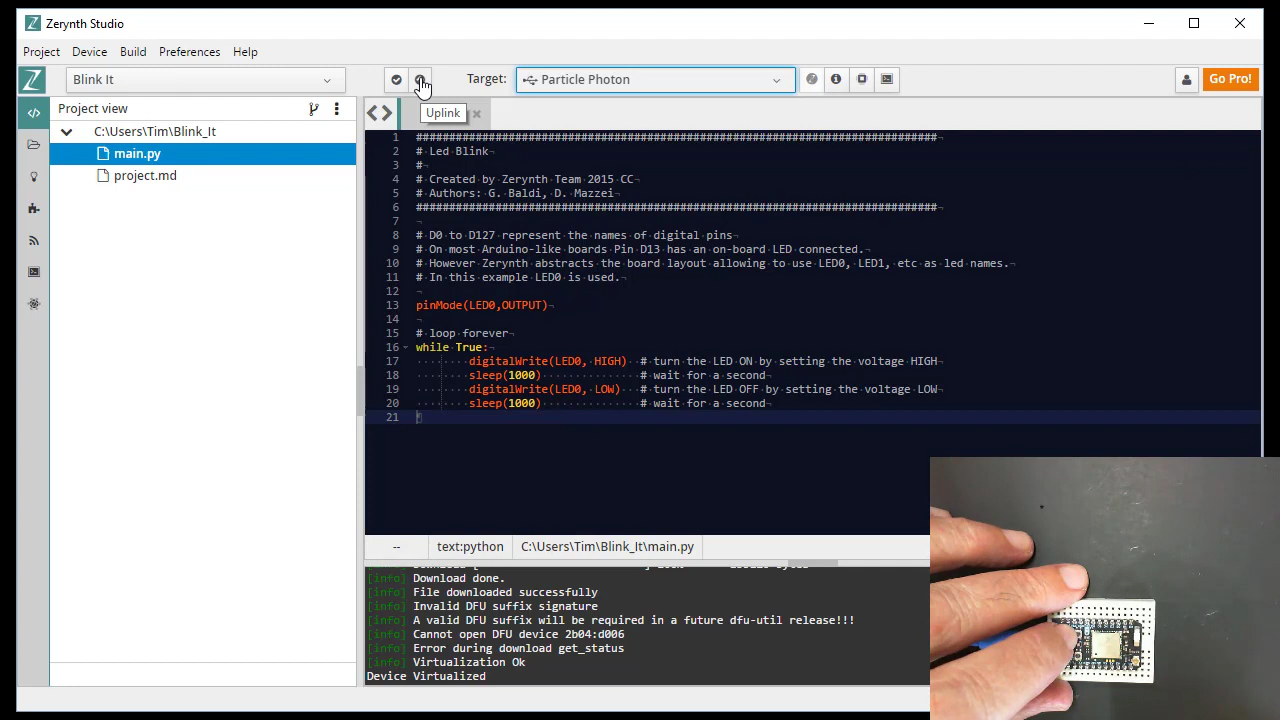 Zerynth Studio
Project Device Build Preferences Help
Blink It
Target: Particle Photon
Go Pro!
Project view
Uplink
C:\Users\Tim\Blink_It
main.py
project.md
1 ###############################################################################
2 # Led Blink
3 #
4 # Created by Zerynth Team 2015 CC
5 # Authors: G. Baldi, D. Mazzei
6 ###############################################################################
7
8 # D0 to D127 represent the names of digital pins
9 # On most Arduino-like boards Pin D13 has an on-board LED connected.
10 # However Zerynth abstracts the board layout allowing to use LED0, LED1, etc as led names.
11 # In this example LED0 is used.
12
13 pinMode(LED0,OUTPUT)
14
15 # loop forever
16 while True:
17 digitalWrite(LED0, HIGH) # turn the LED ON by setting the voltage HIGH
18 sleep(1000) # wait for a second
19 digitalWrite(LED0, LOW) # turn the LED OFF by setting the voltage LOW
20 sleep(1000) # wait for a second
21
-- text:python C:\Users\Tim\Blink_It\main.py
[info] Download done.
[info] File downloaded successfully
[info] Invalid DFU suffix signature
[info] A valid DFU suffix will be required in a future dfu-util release!!!
[info] Cannot open DFU device 2b04:d006
[info] Error during download get_status
[info] Virtualization Ok
Device Virtualized